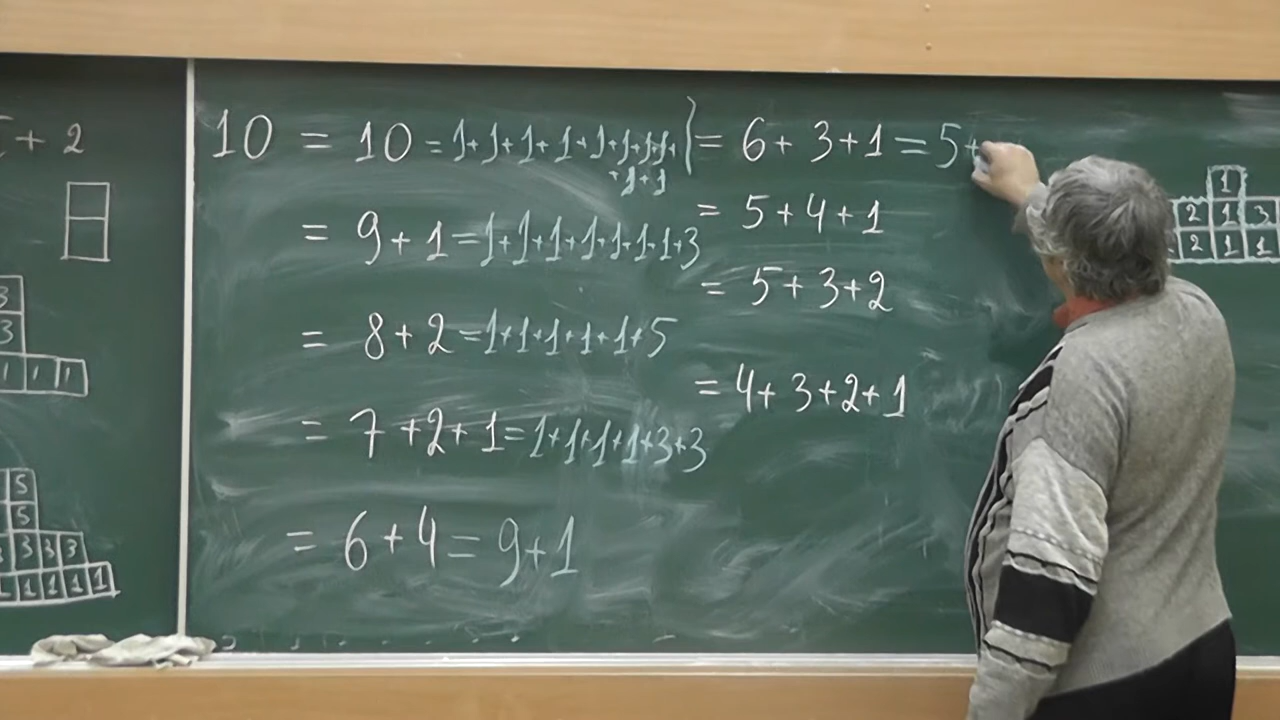 + 2
3
3
1 1 1
5
5
3 3 3
1 1 1 1 1
10 = 10 = 1+1+1+1+1+1+1+1+
+1+1
= 9+1 = 1+1+1+1+1+1+1+3
= 8+2 = 1+1+1+1+1+5
= 7+2+1 = 1+1+1+1+3+3
= 6+4 = 9+1
= 6+3+1 = 5+
= 5+4+1
= 5+3+2
= 4+3+2+1
1
2 1 3
2 1 1